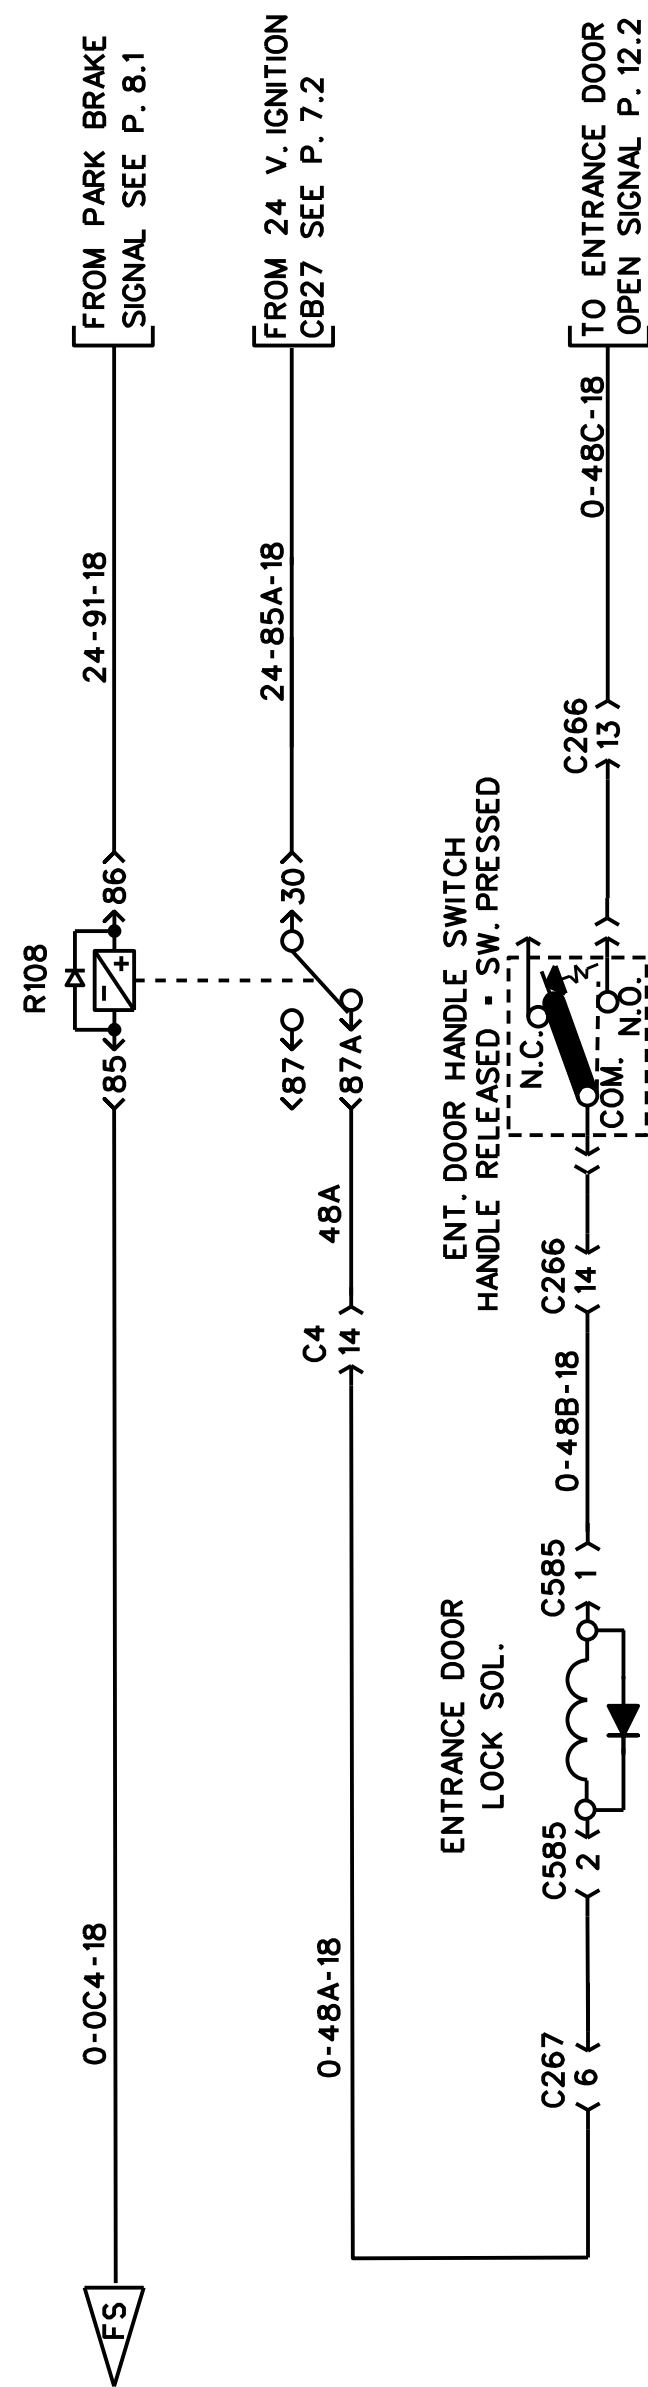 FROM PARK BRAKE
SIGNAL SEE P. 8.1
24-91-18
R108
86
85
+
-
0-0C4-18
FS
FROM 24 V. IGNITION
CB27 SEE P. 7.2
24-85A-18
30
87
87A
48A
C4
14
0-48A-18
TO ENTRANCE DOOR
OPEN SIGNAL P. 12.2
0-48C-18
C266
13
ENT. DOOR HANDLE SWITCH
HANDLE RELEASED = SW. PRESSED
N.C.
N.O.
COM.
C266
14
0-48B-18
C585
1
ENTRANCE DOOR
LOCK SOL.
C585
2
C267
6